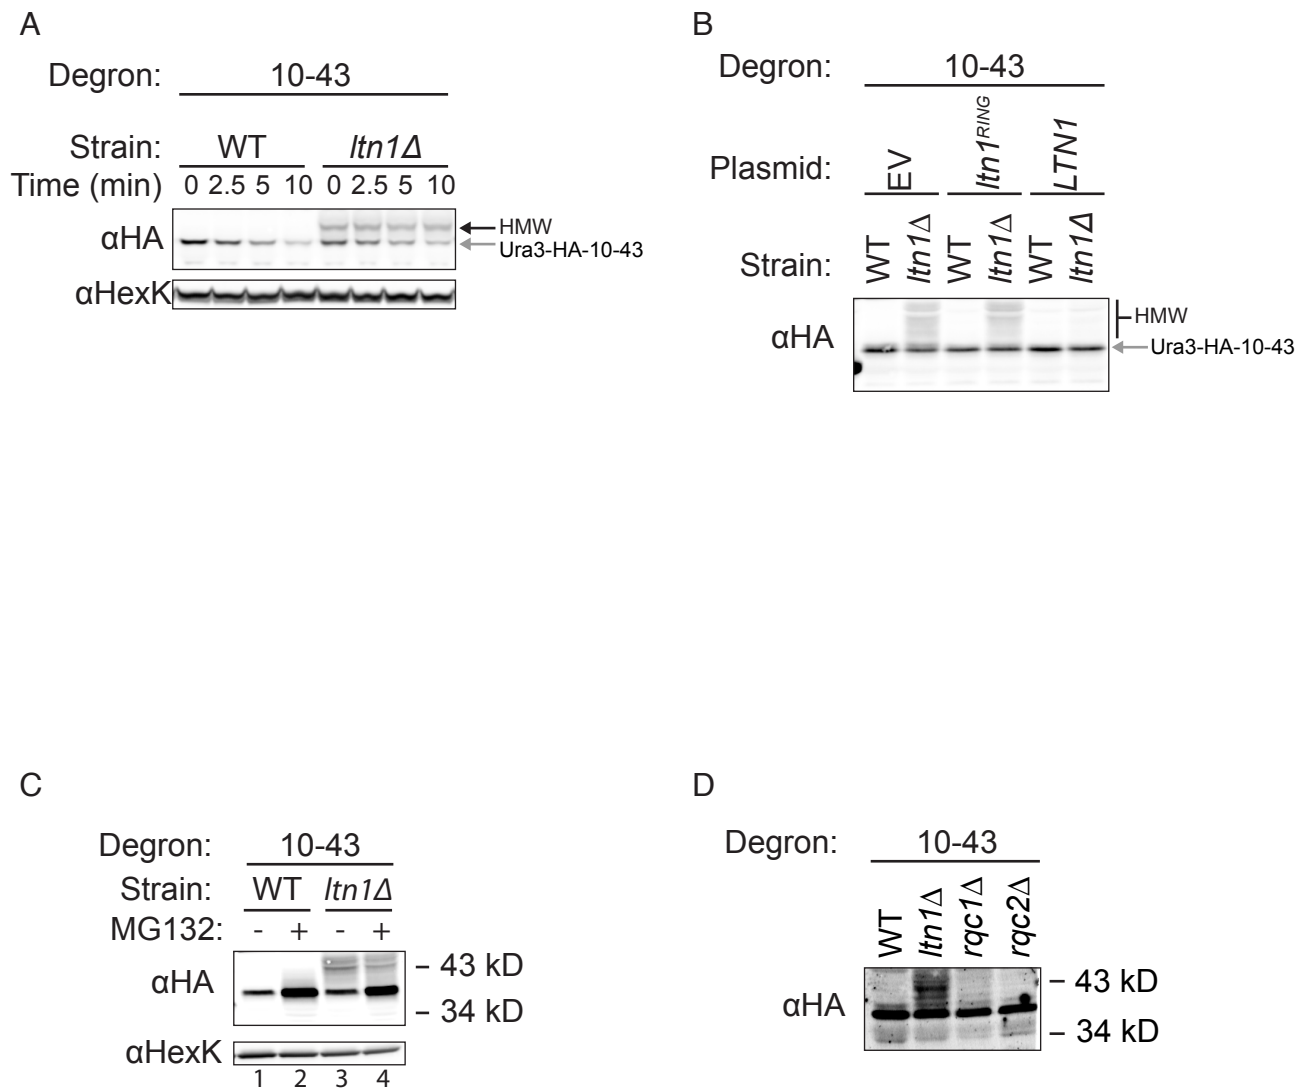 A
Degron: 10-43
Strain: WT ltn1Δ
Time (min) 0 2.5 5 10 0 2.5 5 10
αHA
HMW
Ura3-HA-10-43
αHexK
B
Degron: 10-43
Plasmid: EV ltn1RING LTN1
Strain: WT ltn1Δ WT ltn1Δ WT ltn1Δ
αHA
HMW
Ura3-HA-10-43
C
Degron: 10-43
Strain: WT ltn1Δ
MG132: - + - +
αHA
– 43 kD
– 34 kD
αHexK
1 2 3 4
D
Degron: 10-43
WT ltn1Δ rqc1Δ rqc2Δ
αHA
– 43 kD
– 34 kD